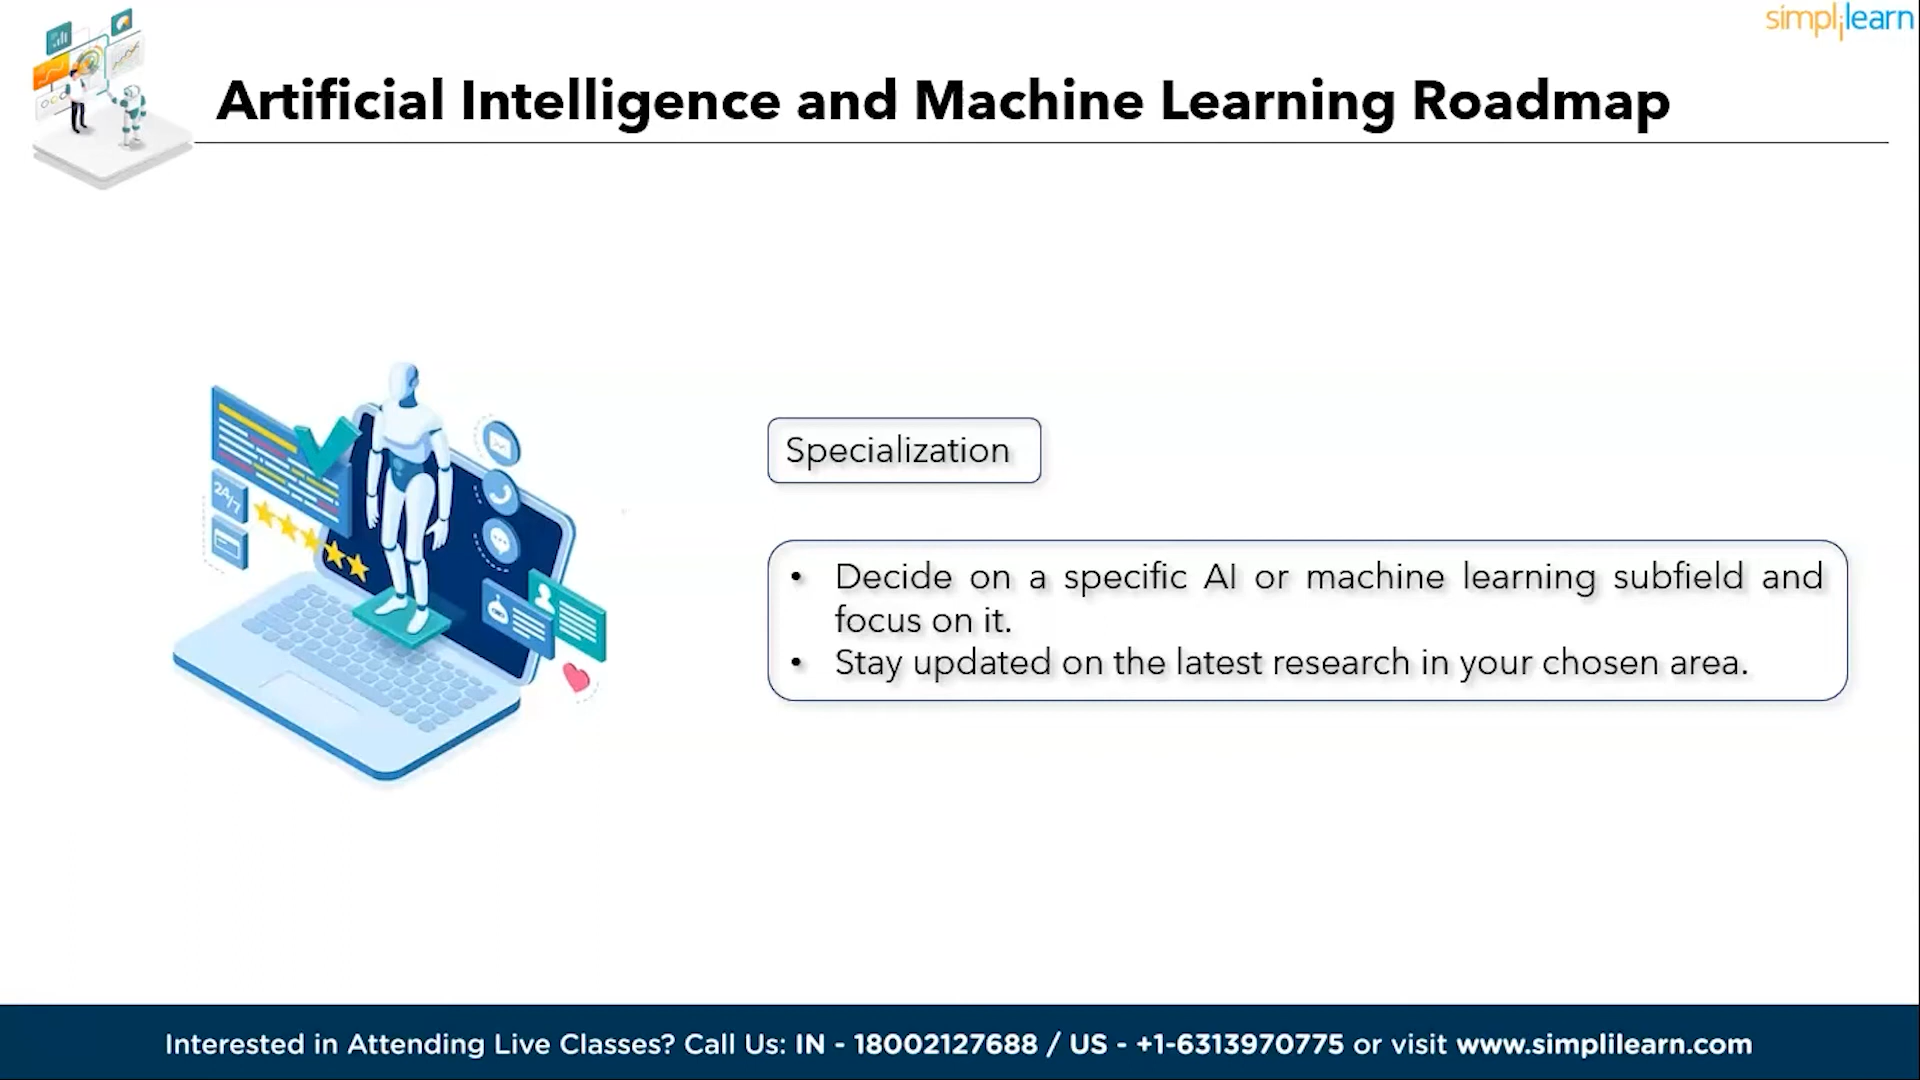 simplilearn
Artificial Intelligence and Machine Learning Roadmap
24/7
Specialization
• Decide on a specific AI or machine learning subfield and
focus on it.
• Stay updated on the latest research in your chosen area.
Interested in Attending Live Classes? Call Us: IN - 18002127688 / US - +1-6313970775 or visit www.simplilearn.com